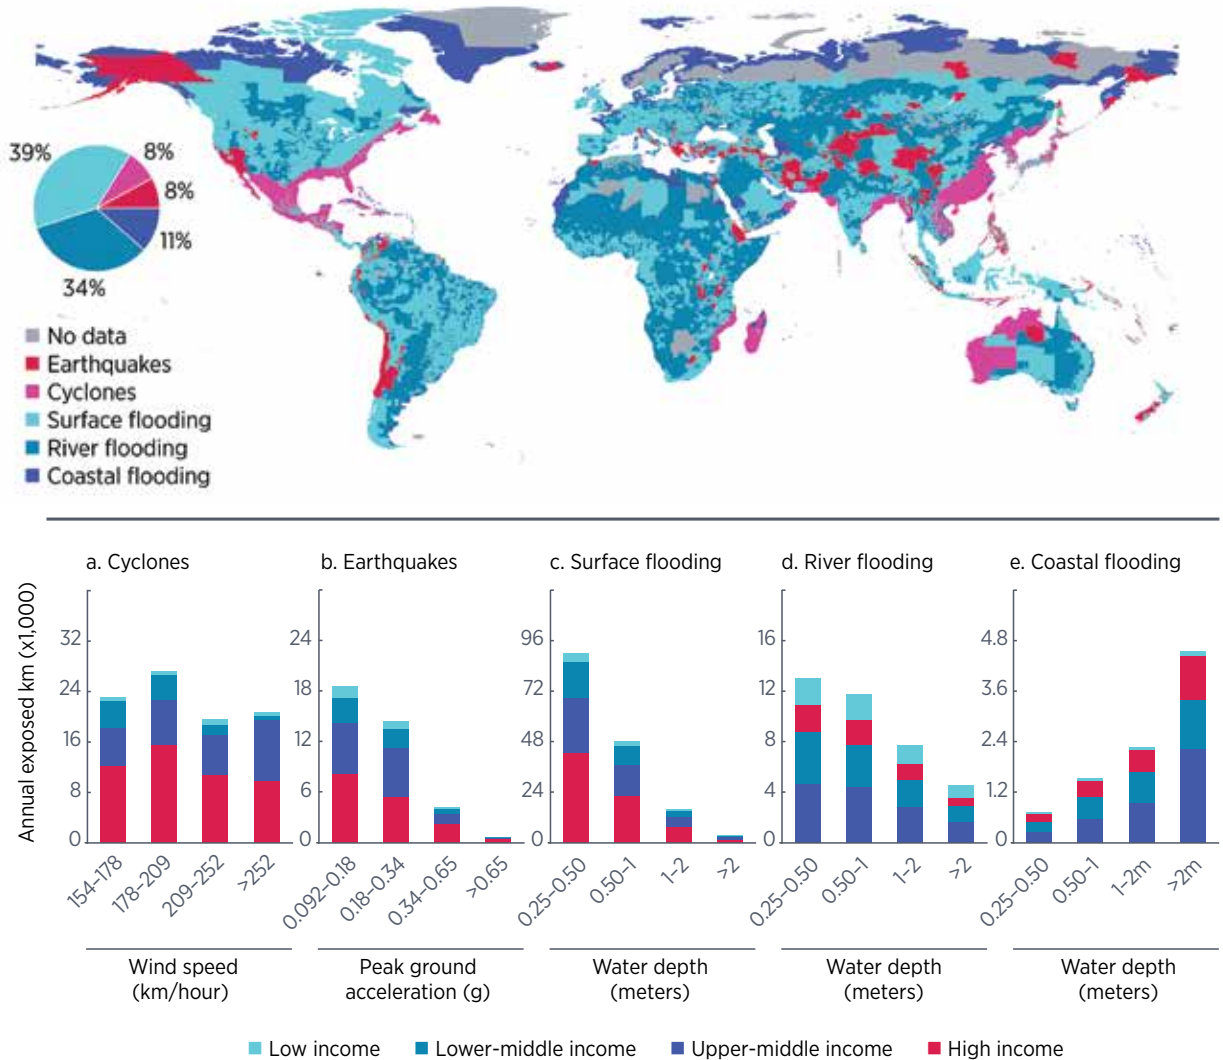 39%
8%
8%
11%
34%
No data
Earthquakes
Cyclones
Surface flooding
River flooding
Coastal flooding
Annual exposed km (x1,000)
a. Cyclones
32
24
16
8
0
154–178
178–209
209–252
>252
Wind speed
(km/hour)
b. Earthquakes
24
18
12
6
0
0.092–0.18
0.18–0.34
0.34–0.65
>0.65
Peak ground
acceleration (g)
c. Surface flooding
96
72
48
24
0
0.25–0.50
0.50–1
1–2
>2
Water depth
(meters)
d. River flooding
16
12
8
4
0
0.25–0.50
0.50–1
1–2
>2
Water depth
(meters)
e. Coastal flooding
4.8
3.6
2.4
1.2
0
0.25–0.50
0.50–1
1–2m
>2m
Water depth
(meters)
Low income
Lower-middle income
Upper-middle income
High income